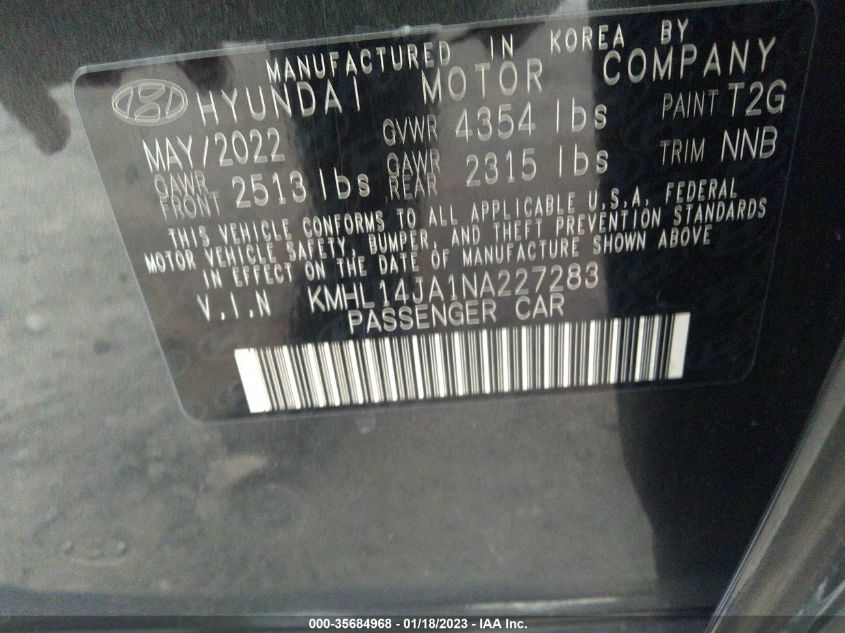 MANUFACTURED IN KOREA BY
HYUNDAI MOTOR COMPANY
MAY/2022 GVWR 4354 lbs PAINT T2G
GAWR FRONT 2513 lbs GAWR REAR 2315 lbs TRIM NNB
THIS VEHICLE CONFORMS TO ALL APPLICABLE U.S.A. FEDERAL
MOTOR VEHICLE SAFETY, BUMPER, AND THEFT PREVENTION STANDARDS
IN EFFECT ON THE DATE OF MANUFACTURE SHOWN ABOVE
V.I.N KMHL14JA1NA227283
PASSENGER CAR
000-35684968 - 01/18/2023 - IAA Inc.